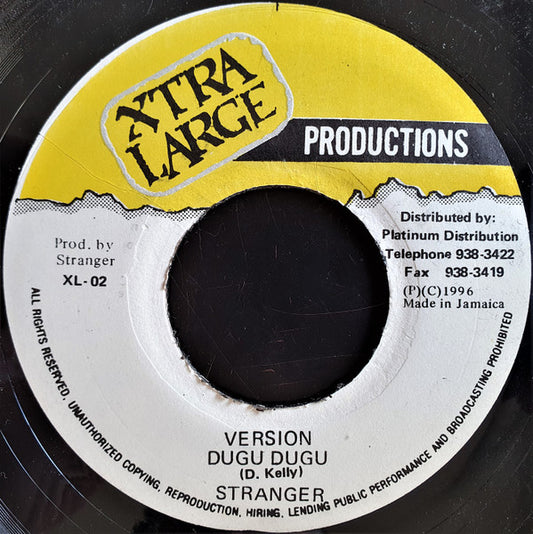 XTRA
LARGE
PRODUCTIONS
Prod. by
Stranger
XL-02
Distributed by:
Platinum Distribution
Telephone 938-3422
Fax 938-3419
(P)(C)1996
Made in Jamaica
VERSION
DUGU DUGU
(D. Kelly)
STRANGER
ALL RIGHTS RESERVED. UNAUTHORIZED COPYING, REPRODUCTION, HIRING, LENDING PUBLIC PERFORMANCE AND BROADCASTING PROHIBITED